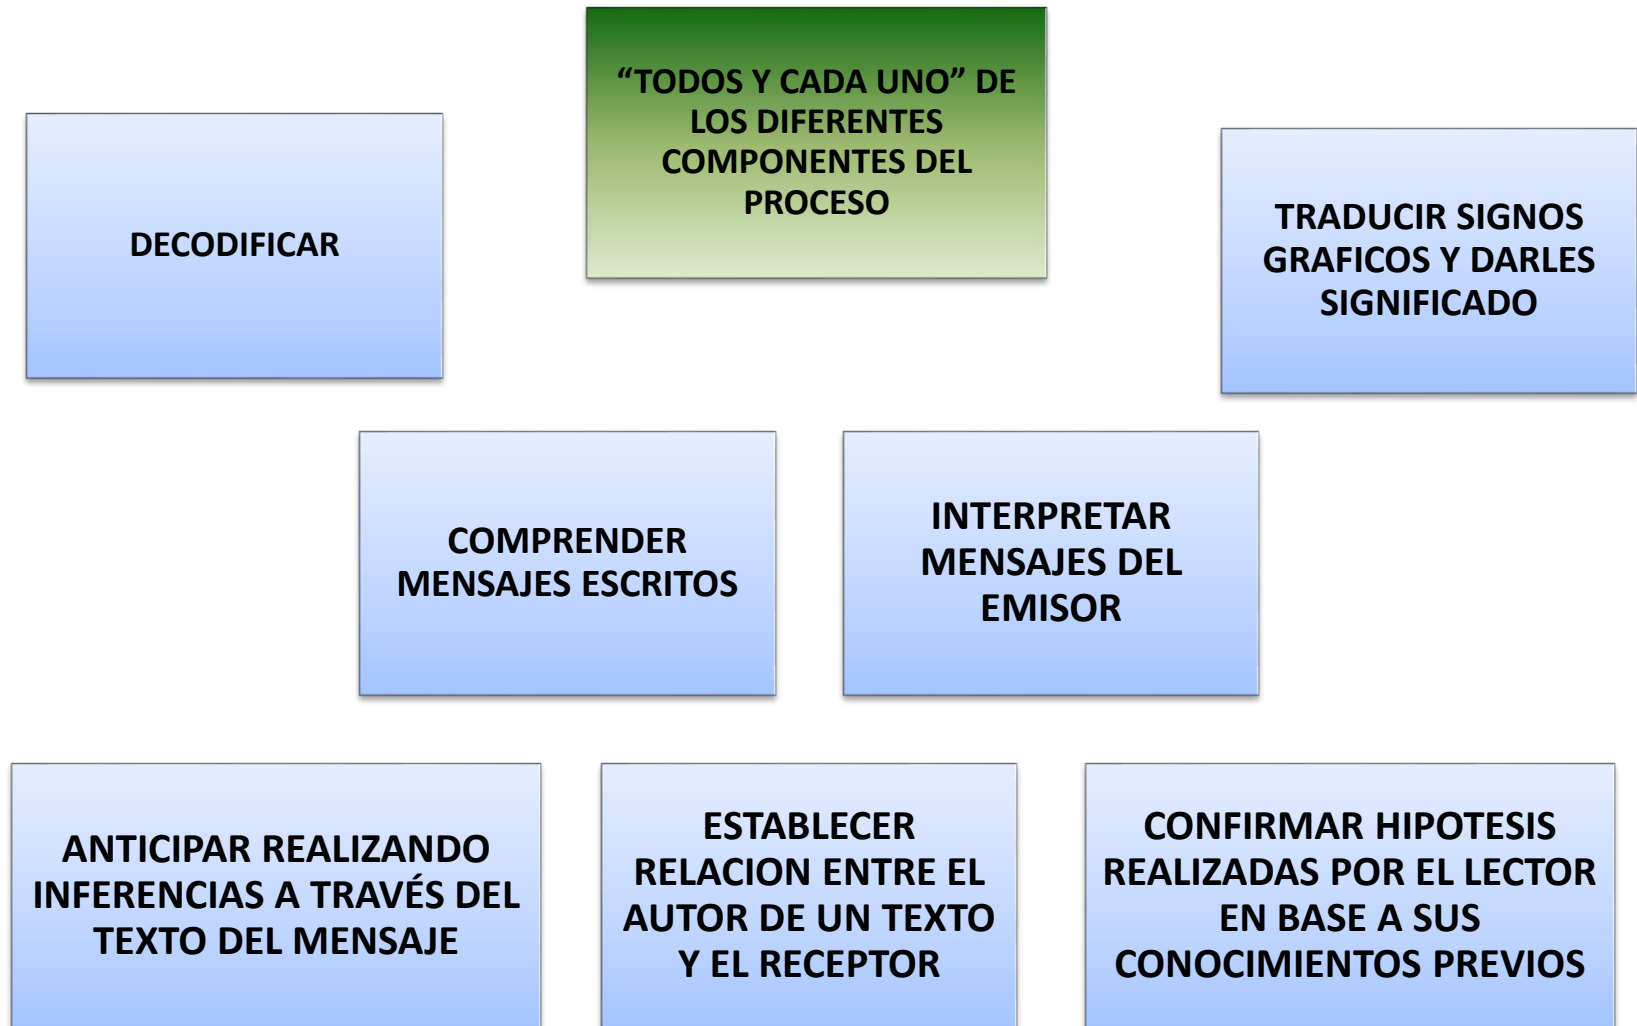 “TODOS Y CADA UNO” DE
LOS DIFERENTES
COMPONENTES DEL
PROCESO
DECODIFICAR
TRADUCIR SIGNOS
GRAFICOS Y DARLES
SIGNIFICADO
COMPRENDER
MENSAJES ESCRITOS
INTERPRETAR
MENSAJES DEL
EMISOR
ANTICIPAR REALIZANDO
INFERENCIAS A TRAVÉS DEL
TEXTO DEL MENSAJE
ESTABLECER
RELACION ENTRE EL
AUTOR DE UN TEXTO
Y EL RECEPTOR
CONFIRMAR HIPOTESIS
REALIZADAS POR EL LECTOR
EN BASE A SUS
CONOCIMIENTOS PREVIOS